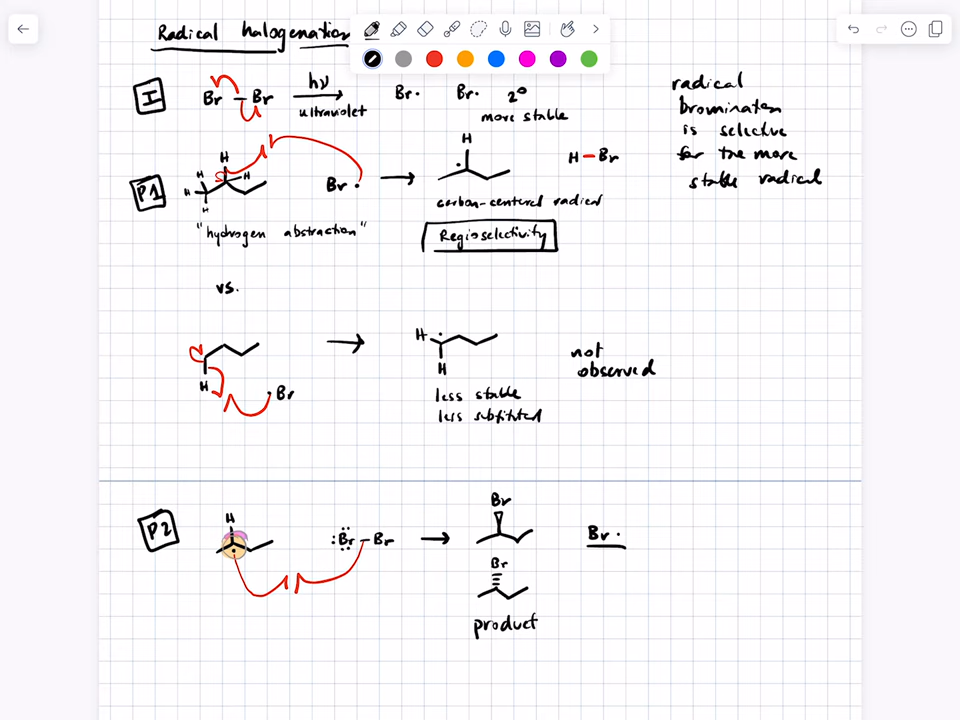 Radical halogenation
I
Br – Br
hν
ultraviolet
Br·
Br·
2°
more stable
radical
brominaten
is selective
for the more
stable radical
P1
H
H
H
H
H
Br ·
H
H – Br
"hydrogen abstraction"
carbon-centered radical
Regioselectivity
vs.
H
H
H
· Br
not
observed
less stable
less substituted
P2
H
:Br – Br
Br
Br ·
Br
product